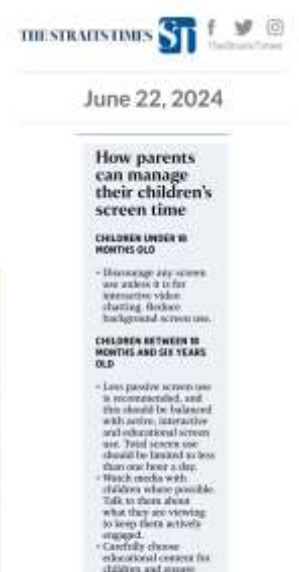 THE STRAITS TIMES ST
TheStraitsTimes
June 22, 2024
How parents
can manage
their children's
screen time
CHILDREN UNDER 18
MONTHS OLD
• Discourage any screen
use unless it is for
interactive video
chatting. Reduce
background screen use.
CHILDREN BETWEEN 18
MONTHS AND SIX YEARS
OLD
• Less passive screen use
is recommended, and
this should be balanced
with active, interactive
and educational screen
use. Total screen use
should be limited to less
than one hour a day.
• Watch media with
children where possible.
Talk to them about
what they are viewing
to keep them actively
engaged.
• Carefully choose
educational content for
children and ensure